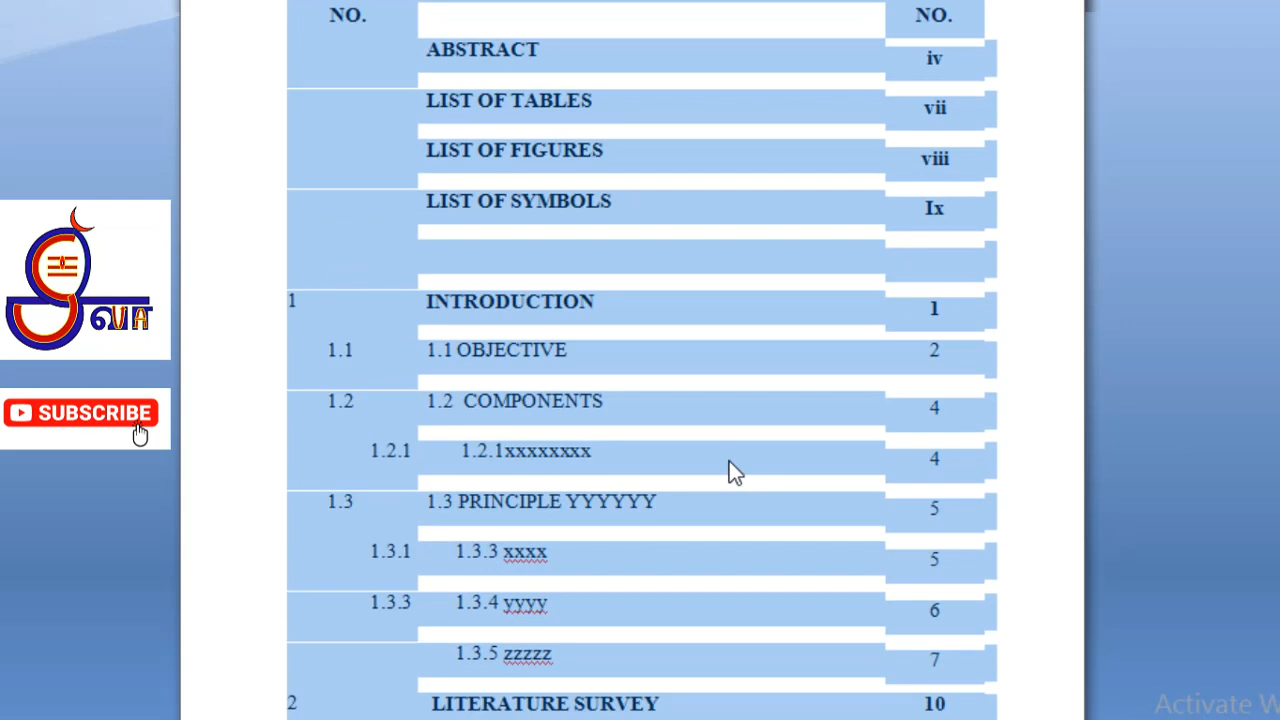 NO. NO.
ABSTRACT iv
LIST OF TABLES vii
LIST OF FIGURES viii
LIST OF SYMBOLS Ix
1 INTRODUCTION 1
1.1 1.1 OBJECTIVE 2
1.2 1.2 COMPONENTS 4
1.2.1 1.2.1xxxxxxxxx 4
1.3 1.3 PRINCIPLE YYYYYY 5
1.3.1 1.3.3 xxxx 5
1.3.3 1.3.4 yyyy 6
1.3.5 zzzzz 7
2 LITERATURE SURVEY 10
SUBSCRIBE
Activate W